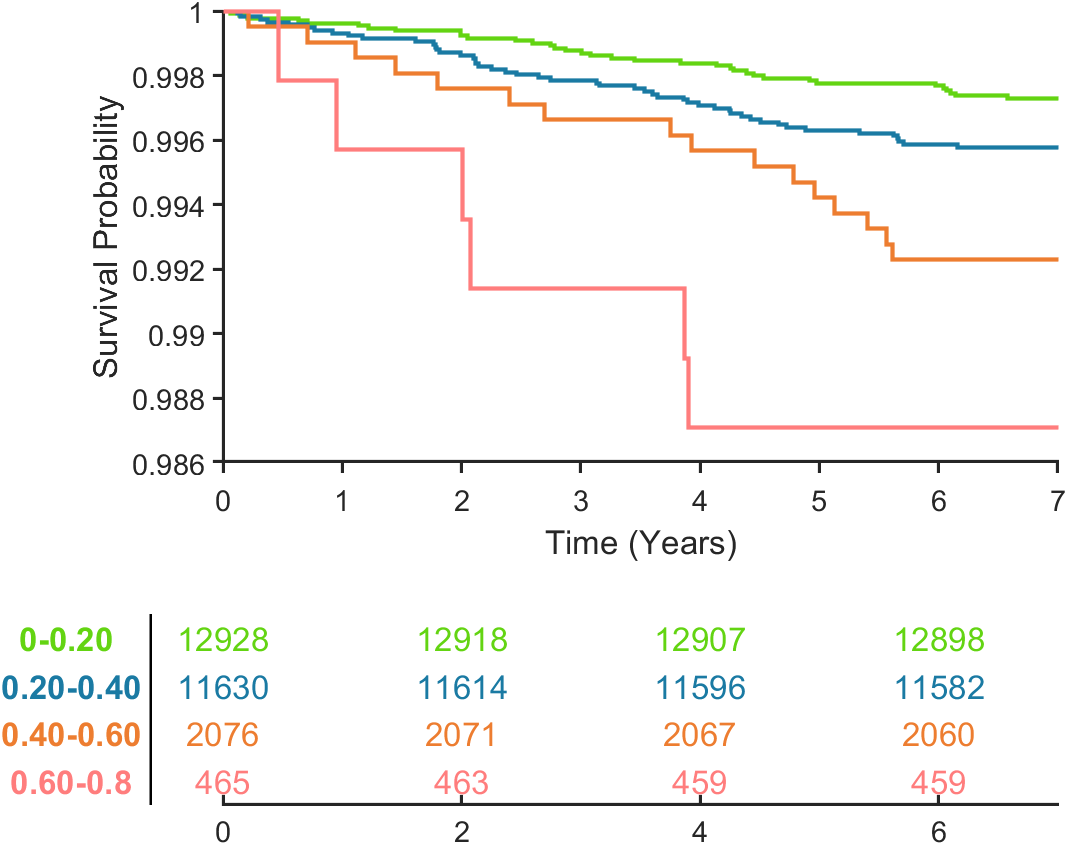 1
0.998
0.996
0.994
0.992
0.99
0.988
0.986
Survival Probability
0 1 2 3 4 5 6 7
Time (Years)
0-0.20 12928 12918 12907 12898
0.20-0.40 11630 11614 11596 11582
0.40-0.60 2076 2071 2067 2060
0.60-0.8 465 463 459 459
0 2 4 6